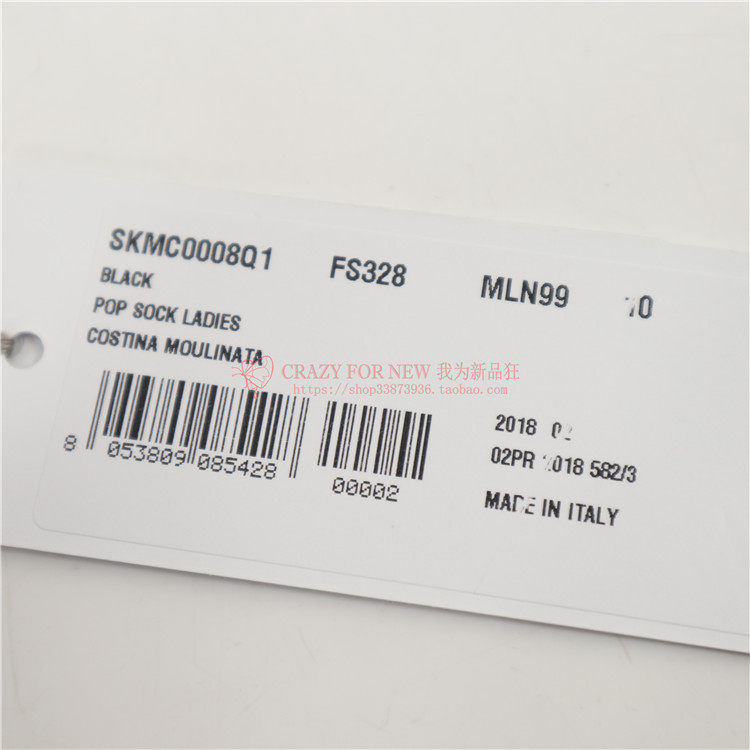 SKMC0008Q1 FS328 MLN99 10
BLACK
POP SOCK LADIES
COSTINA MOULINATA
CRAZY FOR NEW 我为新品狂
https://shop33873936.taobao.com
8 053809 085428
00002
2018 02
02PR 2018 582/3
MADE IN ITALY